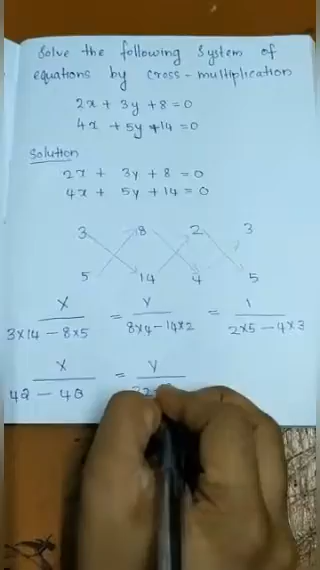 Solve the following System of
equations by cross-multiplication
2x + 3y + 8 = 0
4x + 5y + 14 = 0
Solution
2x + 3y + 8 = 0
4x + 5y + 14 = 0
3 8 2 3
5 14 4 5
x/(3×14 − 8×5) = y/(8×4 − 14×2) = 1/(2×5 − 4×3)
x/(42 − 40) = y/